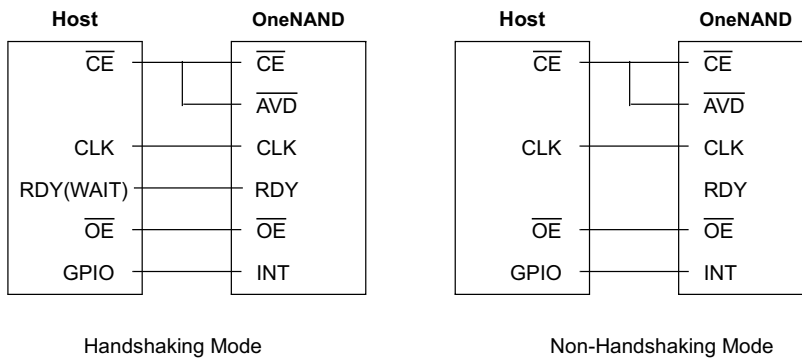 Host OneNAND
CE CE
AVD
CLK CLK
RDY(WAIT) RDY
OE OE
GPIO INT
Handshaking Mode
Host OneNAND
CE CE
AVD
CLK CLK
RDY
OE OE
GPIO INT
Non-Handshaking Mode